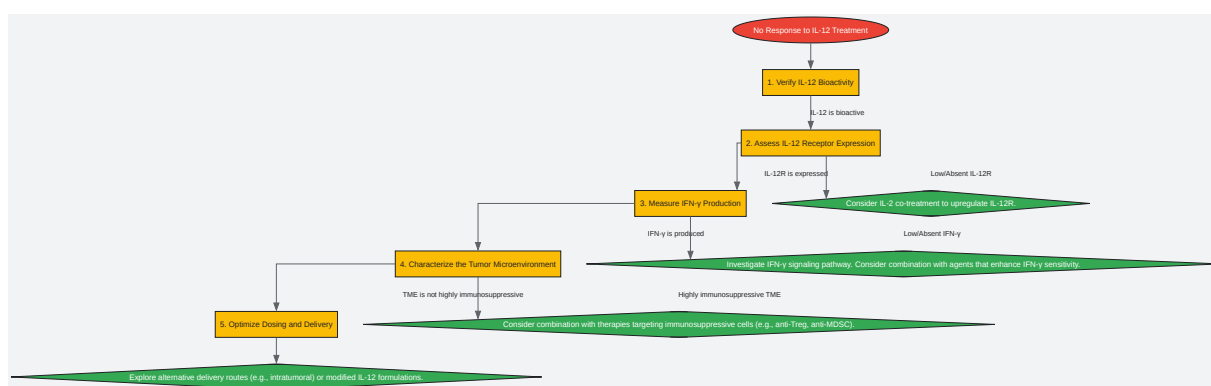 No Response to IL-12 Treatment
1. Verify IL-12 Bioactivity
IL-12 is bioactive
2. Assess IL-12 Receptor Expression
IL-12R is expressed
Low/Absent IL-12R
3. Measure IFN-γ Production
Consider IL-2 co-treatment to upregulate IL-12R.
IFN-γ is produced
Low/Absent IFN-γ
4. Characterize the Tumor Microenvironment
Investigate IFN-γ signaling pathway. Consider combination with agents that enhance IFN-γ sensitivity.
TME is not highly immunosuppressive
Highly immunosuppressive TME
5. Optimize Dosing and Delivery
Consider combination with therapies targeting immunosuppressive cells (e.g., anti-Treg, anti-MDSC).
Explore alternative delivery routes (e.g., intratumoral) or modified IL-12 formulations.